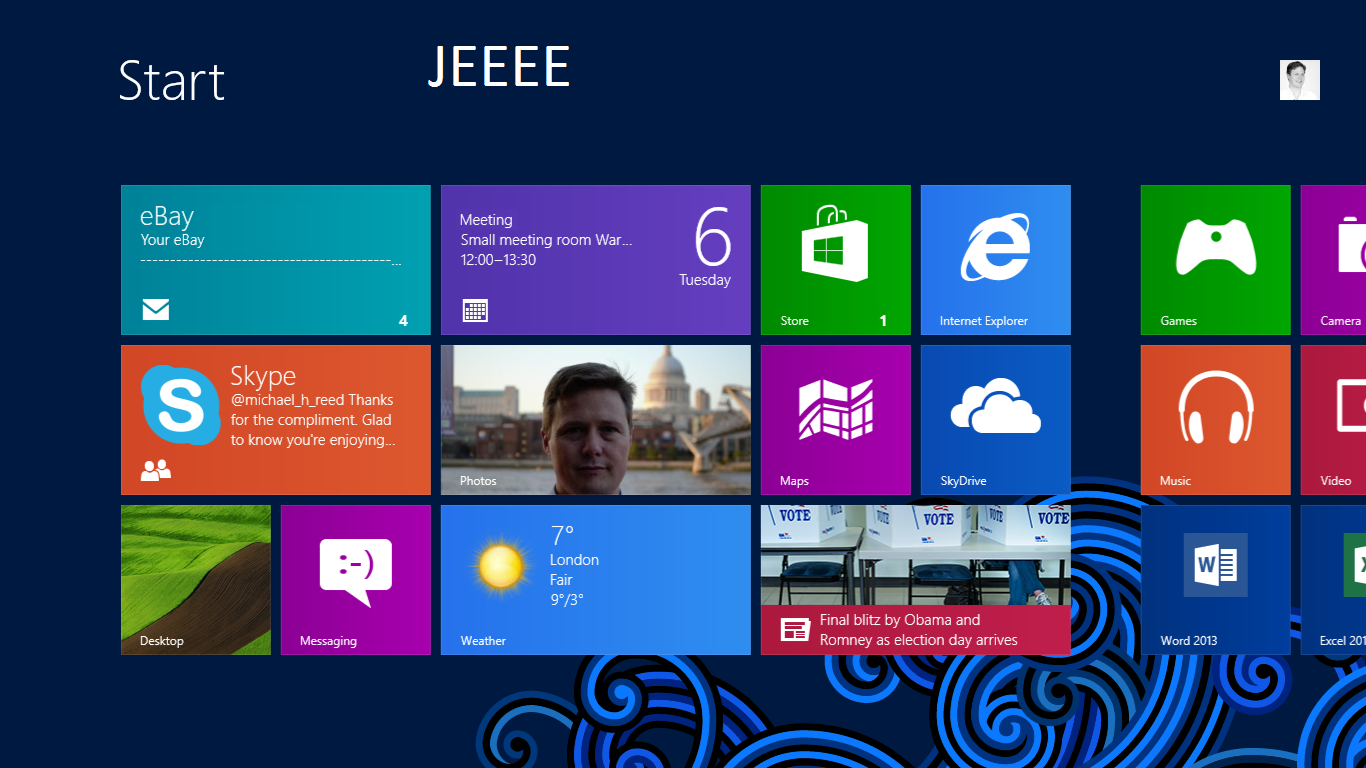 Start
JEEEE
eBay
Your eBay
------------------------------------------...
4
Meeting
Small meeting room War...
12:00–13:30
6
Tuesday
Store
1
Internet Explorer
Games
Camera
Skype
@michael_h_reed Thanks
for the compliment. Glad
to know you're enjoying...
Photos
Maps
SkyDrive
Music
Video
Desktop
:-)
Messaging
7°
London
Fair
9°/3°
Weather
VOTE
VOTE
VOTE
Final blitz by Obama and
Romney as election day arrives
W
Word 2013
X
Excel 201